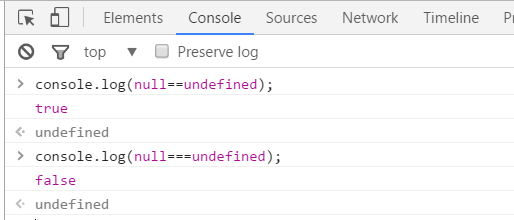 Elements Console Sources Network Timeline
top Preserve log
console.log(null==undefined);
true
undefined
console.log(null===undefined);
false
undefined